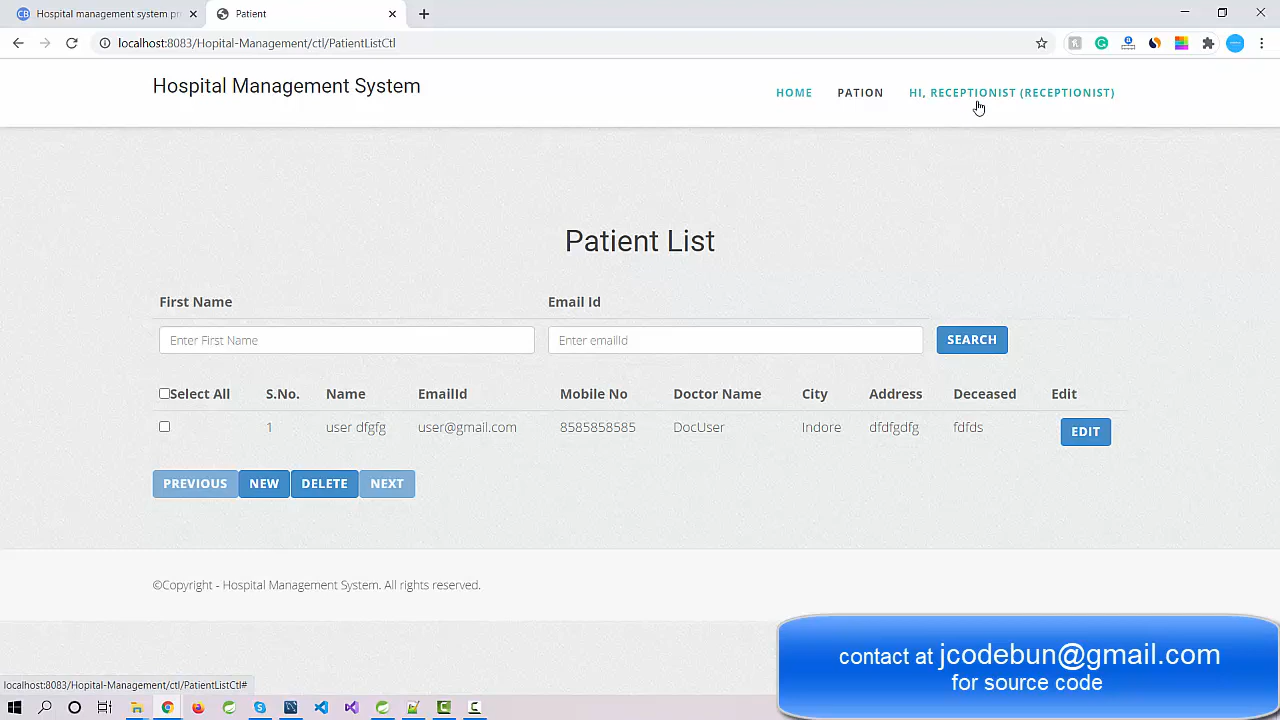 Hospital management system pr
Patient
localhost:8083/Hopital-Management/ctl/PatientListCtl
Hospital Management System
HOME
PATION
HI, RECEPTIONIST (RECEPTIONIST)
Patient List
First Name
Email Id
Enter First Name
Enter emailId
SEARCH
Select All S.No. Name EmailId Mobile No Doctor Name City Address Deceased Edit
1 user dfgfg user@gmail.com 8585858585 DocUser Indore dfdfgdfg fdfds EDIT
PREVIOUS NEW DELETE NEXT
©Copyright - Hospital Management System. All rights reserved.
contact at jcodebun@gmail.com
for source code
localhost:8083/Hopital-Management/ctl/PatientListCtl#